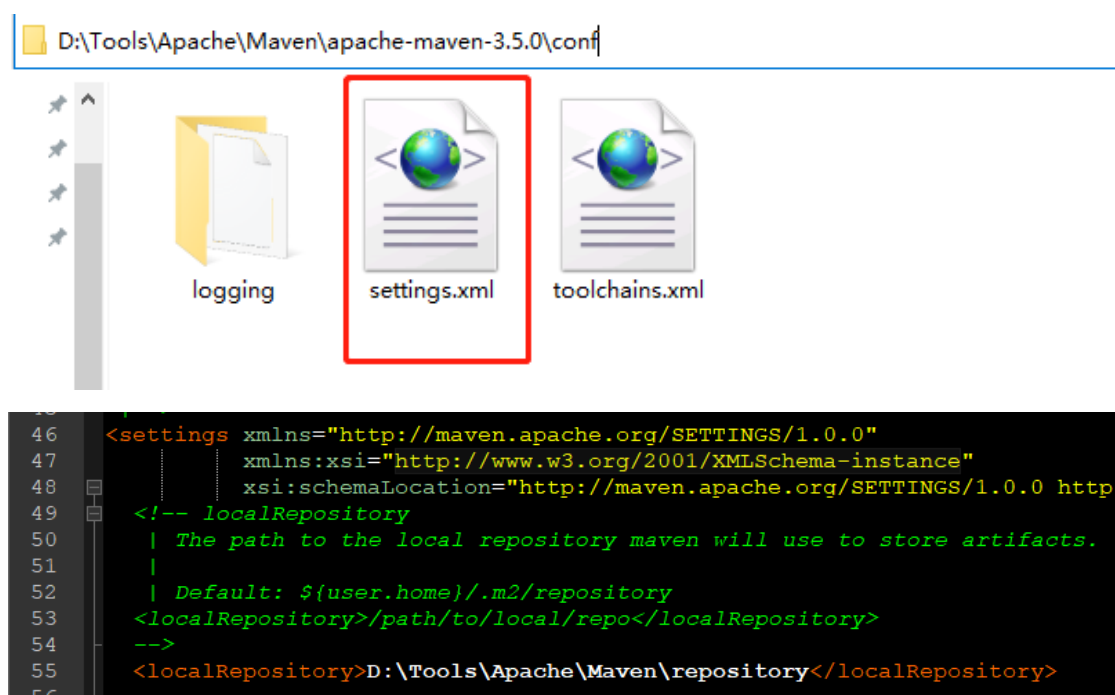 D:\Tools\Apache\Maven\apache-maven-3.5.0\conf
logging
settings.xml
toolchains.xml
46 <settings xmlns="http://maven.apache.org/SETTINGS/1.0.0"
47 xmlns:xsi="http://www.w3.org/2001/XMLSchema-instance"
48 xsi:schemaLocation="http://maven.apache.org/SETTINGS/1.0.0 http
49 <!-- localRepository
50 | The path to the local repository maven will use to store artifacts.
51 |
52 | Default: ${user.home}/.m2/repository
53 <localRepository>/path/to/local/repo</localRepository>
54 -->
55 <localRepository>D:\Tools\Apache\Maven\repository</localRepository>